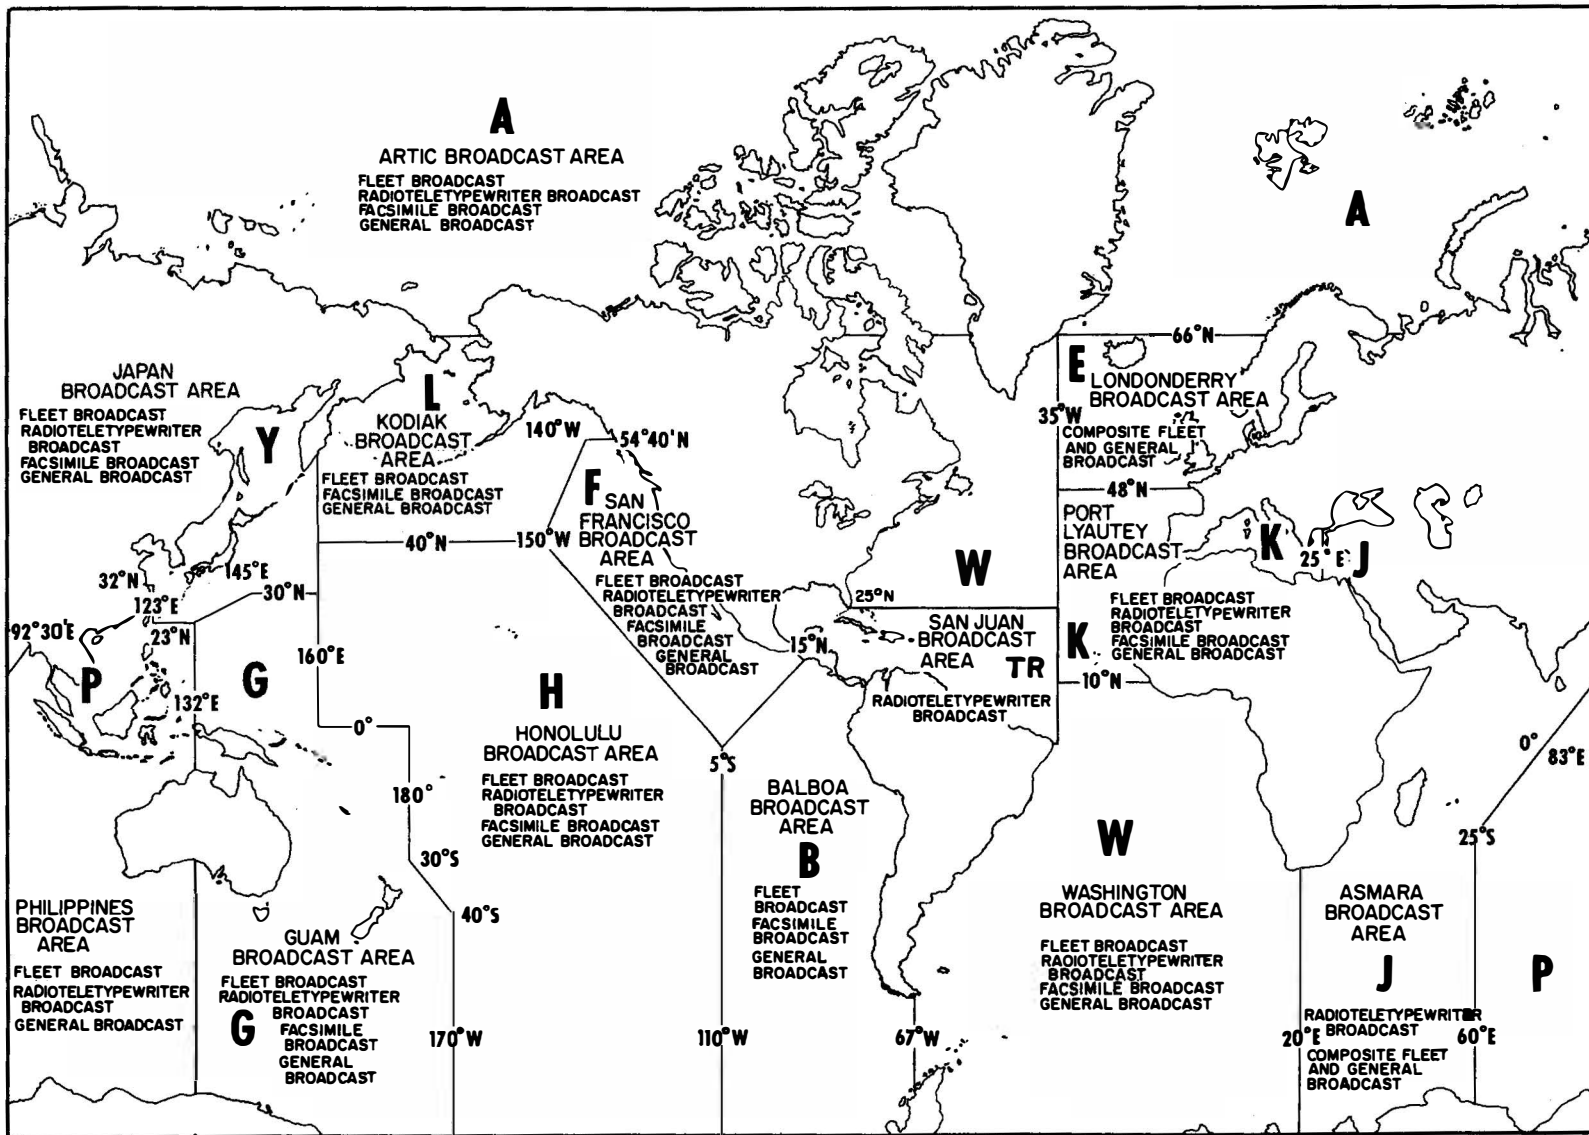 A
ARTIC BROADCAST AREA
FLEET BROADCAST
RADIOTELETYPEWRITER BROADCAST
FACSIMILE BROADCAST
GENERAL BROADCAST
A
66°N
JAPAN
BROADCAST AREA
FLEET BROADCAST
RADIOTELETYPEWRITER
BROADCAST
FACSIMILE BROADCAST
GENERAL BROADCAST
Y
L
KODIAK
BROADCAST
AREA
FLEET BROADCAST
FACSIMILE BROADCAST
GENERAL BROADCAST
140°W
54°40'N
F
SAN
FRANCISCO
BROADCAST
AREA
FLEET BROADCAST
RADIOTELETYPEWRITER
BROADCAST
FACSIMILE
BROADCAST
GENERAL
BROADCAST
E
LONDONDERRY
BROADCAST AREA
35°W
COMPOSITE FLEET
AND GENERAL
BROADCAST
48°N
PORT
LYAUTEY
BROADCAST
AREA
K
25°E
J
FLEET BROADCAST
RADIOTELETYPEWRITER
BROADCAST
FACSIMILE BROADCAST
GENERAL BROADCAST
K
10°N
40°N
150°W
32°N
145°E
123°E
30°N
92°30'E
23°N
160°E
P
G
132°E
0°
W
25°N
SAN JUAN
BROADCAST
AREA
TR
RADIOTELETYPEWRITER
BROADCAST
15°N
H
HONOLULU
BROADCAST AREA
FLEET BROADCAST
RADIOTELETYPEWRITER
BROADCAST
FACSIMILE BROADCAST
GENERAL BROADCAST
5°S
180°
30°S
40°S
BALBOA
BROADCAST
AREA
B
FLEET
BROADCAST
FACSIMILE
BROADCAST
GENERAL
BROADCAST
W
WASHINGTON
BROADCAST AREA
FLEET BROADCAST
RADIOTELETYPEWRITER
BROADCAST
FACSIMILE BROADCAST
GENERAL BROADCAST
0°
83°E
25°S
ASMARA
BROADCAST
AREA
J
RADIOTELETYPEWRITER
BROADCAST
COMPOSITE FLEET
AND GENERAL
BROADCAST
P
PHILIPPINES
BROADCAST
AREA
FLEET BROADCAST
RADIOTELETYPEWRITER
BROADCAST
GENERAL BROADCAST
GUAM
BROADCAST AREA
FLEET BROADCAST
RADIOTELETYPEWRITER
BROADCAST
G
FACSIMILE
BROADCAST
GENERAL
BROADCAST
170°W
110°W
67°W
20°E
60°E